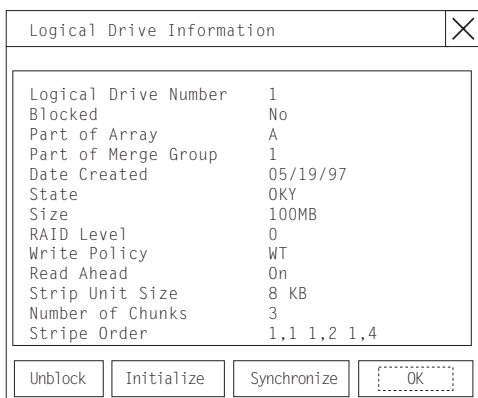 Logical Drive Information
Logical Drive Number 1
Blocked No
Part of Array A
Part of Merge Group 1
Date Created 05/19/97
State OKY
Size 100MB
RAID Level 0
Write Policy WT
Read Ahead On
Strip Unit Size 8 KB
Number of Chunks 3
Stripe Order 1,1 1,2 1,4
Unblock Initialize Synchronize OK